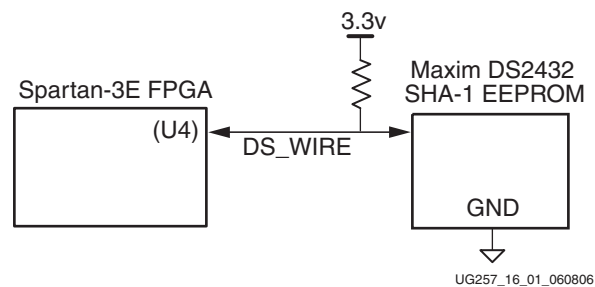 3.3v
Spartan-3E FPGA
Maxim DS2432
SHA-1 EEPROM
(U4)
DS_WIRE
GND
UG257_16_01_060806